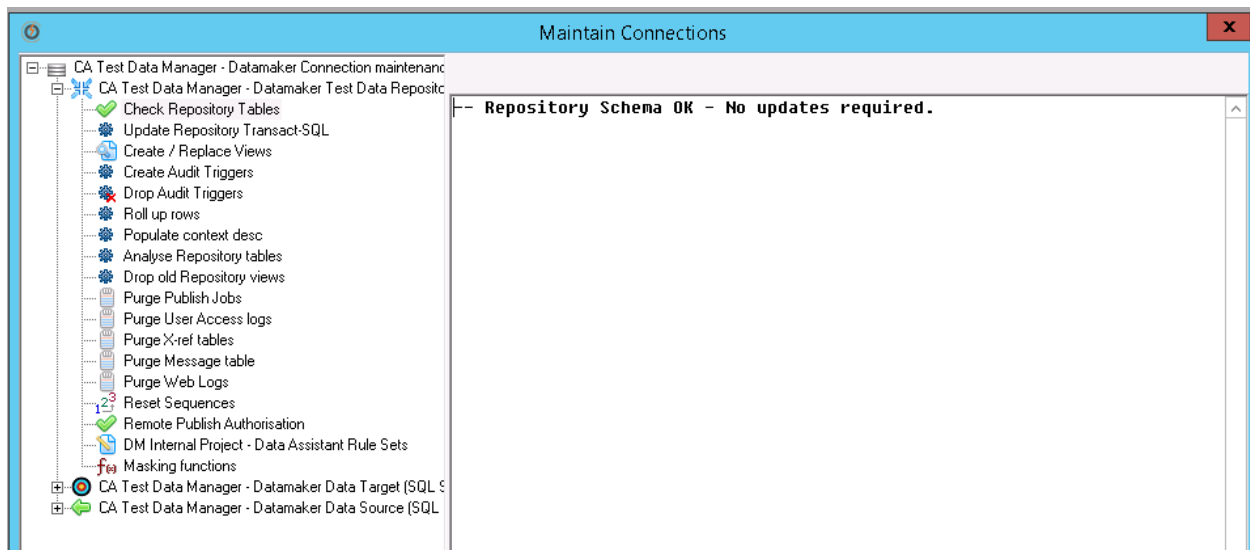 Maintain Connections
x
CA Test Data Manager - Datamaker Connection maintenanc
CA Test Data Manager - Datamaker Test Data Reposito
Check Repository Tables
Update Repository Transact-SQL
Create / Replace Views
Create Audit Triggers
Drop Audit Triggers
Roll up rows
Populate context desc
Analyse Repository tables
Drop old Repository views
Purge Publish Jobs
Purge User Access logs
Purge X-ref tables
Purge Message table
Purge Web Logs
Reset Sequences
Remote Publish Authorisation
DM Internal Project - Data Assistant Rule Sets
Masking functions
CA Test Data Manager - Datamaker Data Target (SQL S
CA Test Data Manager - Datamaker Data Source (SQL
-- Repository Schema OK - No updates required.